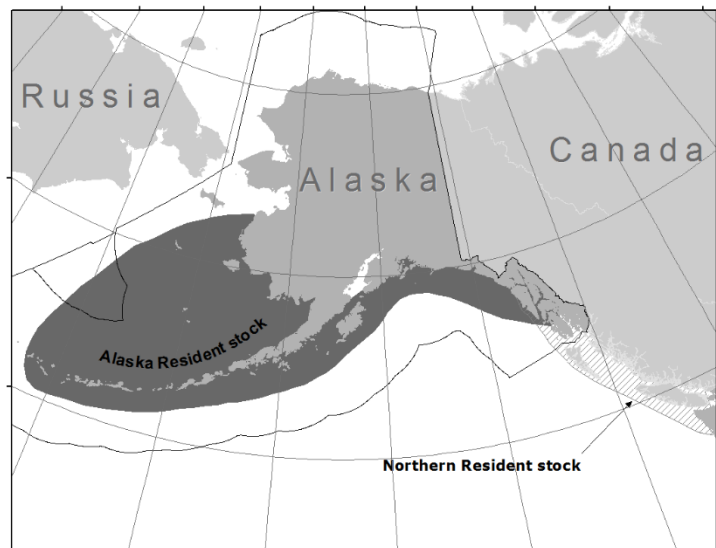 Russia
Canada
Alaska
Alaska Resident stock
Northern Resident stock